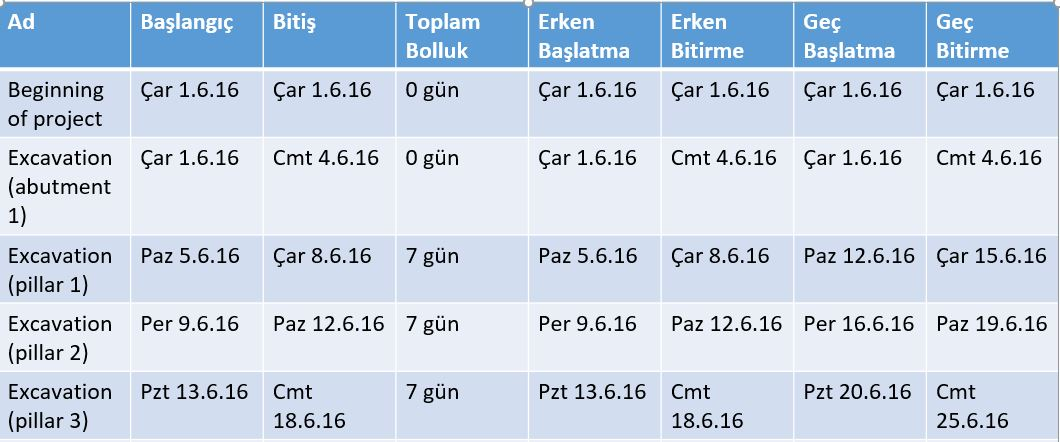 Ad Başlangıç Bitiş Toplam Bolluk Erken Başlatma Erken Bitirme Geç Başlatma Geç Bitirme
Beginning of project Çar 1.6.16 Çar 1.6.16 0 gün Çar 1.6.16 Çar 1.6.16 Çar 1.6.16 Çar 1.6.16
Excavation (abutment 1) Çar 1.6.16 Cmt 4.6.16 0 gün Çar 1.6.16 Cmt 4.6.16 Çar 1.6.16 Cmt 4.6.16
Excavation (pillar 1) Paz 5.6.16 Çar 8.6.16 7 gün Paz 5.6.16 Çar 8.6.16 Paz 12.6.16 Çar 15.6.16
Excavation (pillar 2) Per 9.6.16 Paz 12.6.16 7 gün Per 9.6.16 Paz 12.6.16 Per 16.6.16 Paz 19.6.16
Excavation (pillar 3) Pzt 13.6.16 Cmt 18.6.16 7 gün Pzt 13.6.16 Cmt 18.6.16 Pzt 20.6.16 Cmt 25.6.16